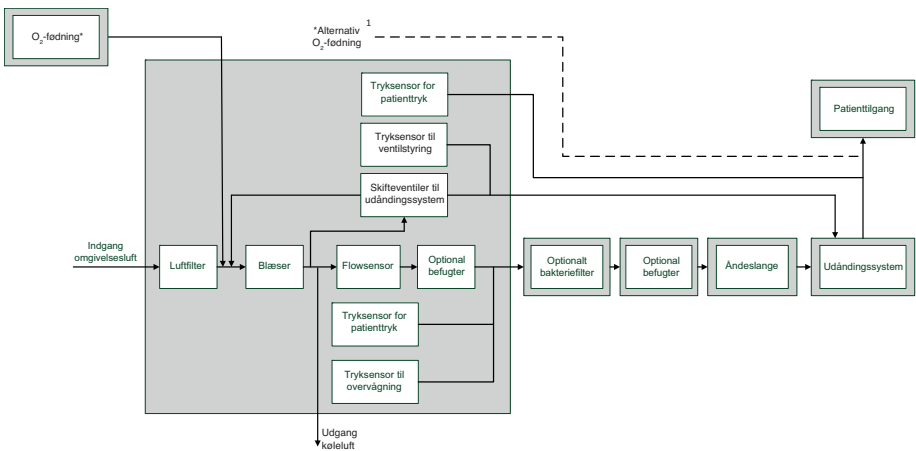 O2-fødning*
*Alternativ 1
O2-fødning
Tryksensor for
patienttryk
Patienttilgang
Tryksensor til
ventilstyring
Skifteventiler til
udåndingssystem
Indgang
omgivelsesluft
Luftfilter
Blæser
Flowsensor
Optional
befugter
Optionalt
bakteriefilter
Optional
befugter
Åndeslange
Udåndingssystem
Tryksensor for
patienttryk
Tryksensor til
overvågning
Udgang
køleluft